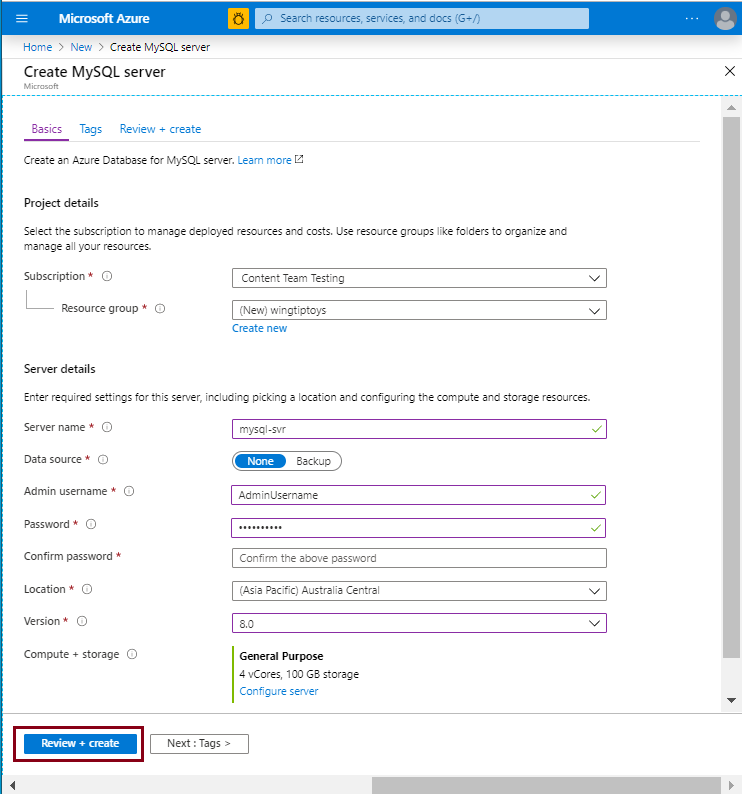 Microsoft Azure
Search resources, services, and docs (G+/)
...
Home > New > Create MySQL server
Create MySQL server
Microsoft
Basics Tags Review + create
Create an Azure Database for MySQL server. Learn more
Project details
Select the subscription to manage deployed resources and costs. Use resource groups like folders to organize and
manage all your resources.
Subscription *
Content Team Testing
Resource group *
(New) wingtiptoys
Create new
Server details
Enter required settings for this server, including picking a location and configuring the compute and storage resources.
Server name *
mysql-svr
Data source *
None Backup
Admin username *
AdminUsername
Password *
••••••••••
Confirm password *
Confirm the above password
Location *
(Asia Pacific) Australia Central
Version *
8.0
Compute + storage
General Purpose
4 vCores, 100 GB storage
Configure server
Review + create
Next : Tags >